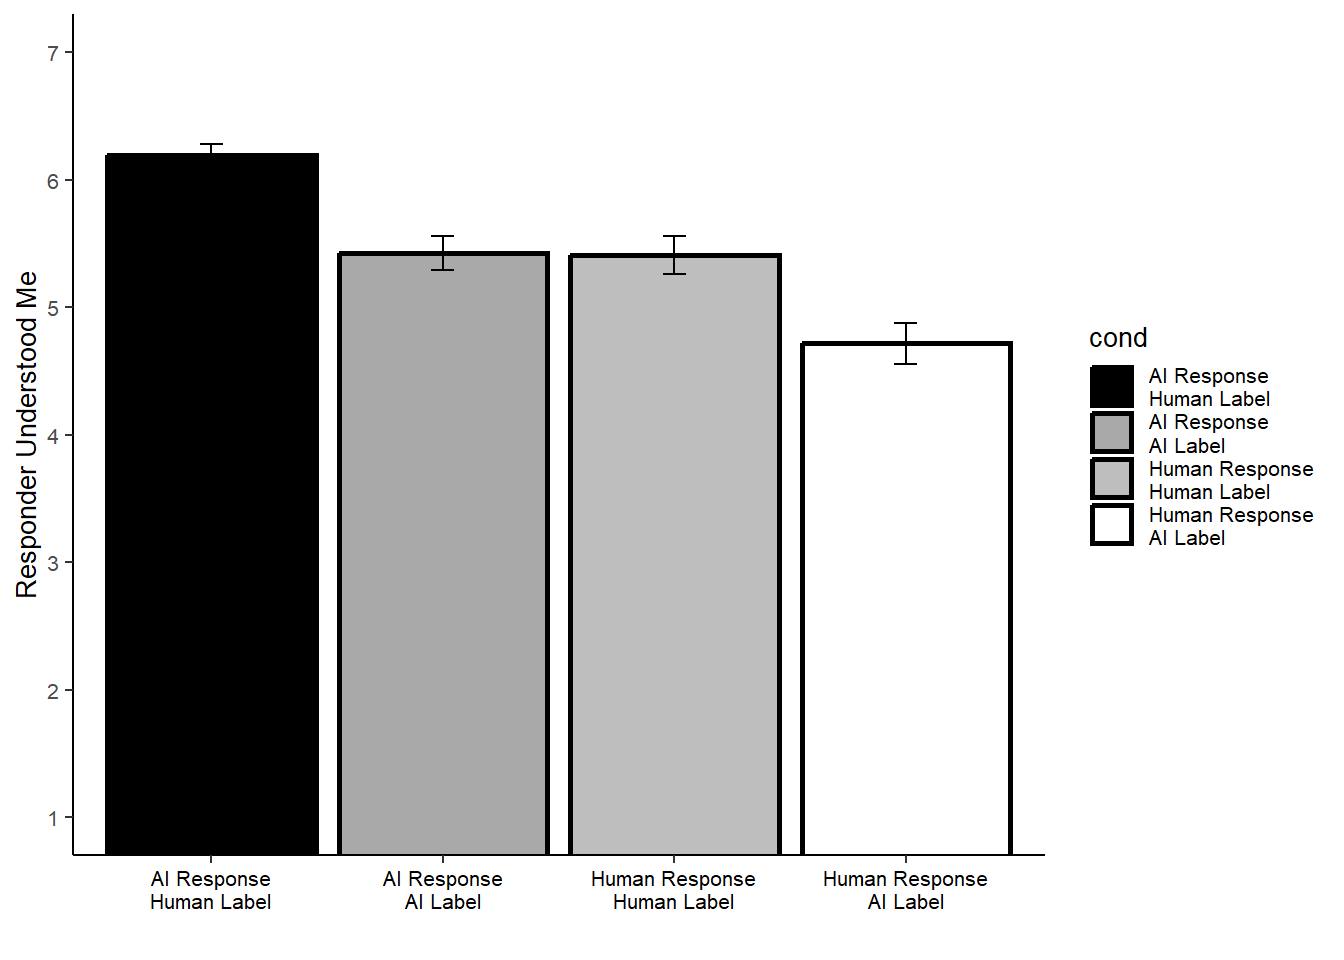 7
6
5
4
3
2
1
Responder Understood Me
AI Response
Human Label
AI Response
AI Label
Human Response
Human Label
Human Response
AI Label
cond
AI Response
Human Label
AI Response
AI Label
Human Response
Human Label
Human Response
AI Label